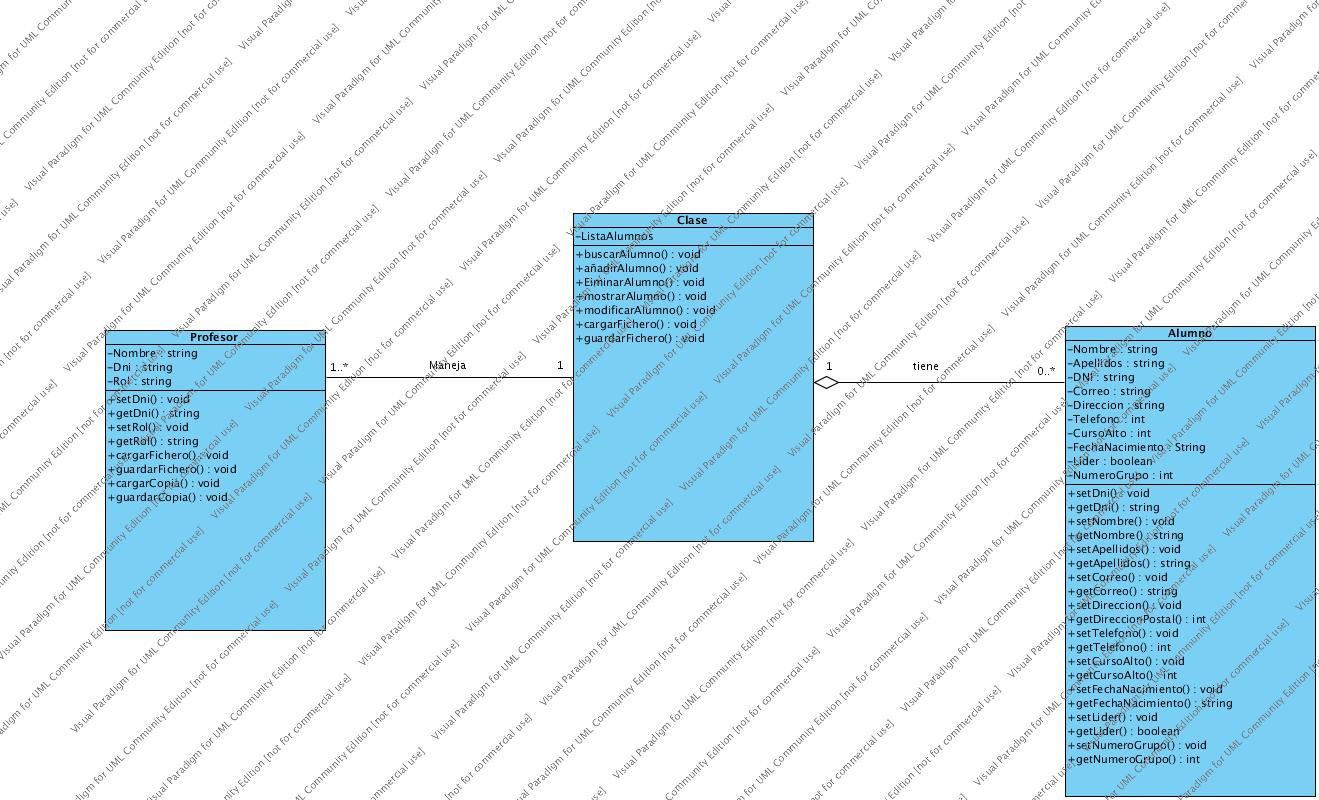 Profesor
-Nombre : string
-Dni : string
-Rol : string
+setDni() : void
+getDni() : string
+setRol() : void
+getRol() : string
+cargarFichero() : void
+guardarFichero() : void
+cargarCopia() : void
+guardarCopia() : void
1..*
Maneja
1
Clase
-ListaAlumnos
+buscarAlumno() : void
+añadirAlumno() : void
+EiminarAlumno() : void
+mostrarAlumno() : void
+modificarAlumno() : void
+cargarFichero() : void
+guardarFichero() : void
1
tiene
0..*
Alumno
-Nombre : string
-Apellidos : string
-DNI : string
-Correo : string
-Direccion : string
-Telefono : int
-CursoAlto : int
-FechaNacimiento : String
-Lider : boolean
-NumeroGrupo : int
+setDni() : void
+getDni() : string
+setNombre() : void
+getNombre() : string
+setApellidos() : void
+getApellidos() : string
+setCorreo() : void
+getCorreo() : string
+setDireccion() : void
+getDireccionPostal() : int
+setTelefono() : void
+getTelefono() : int
+setCursoAlto() : void
+getCursoAlto() : int
+setFechaNacimiento() : void
+getFechaNacimiento() : string
+setLider() : void
+getLider() : boolean
+setNumeroGrupo() : void
+getNumeroGrupo() : int
Visual Paradigm for UML Community Edition [not for commercial use]